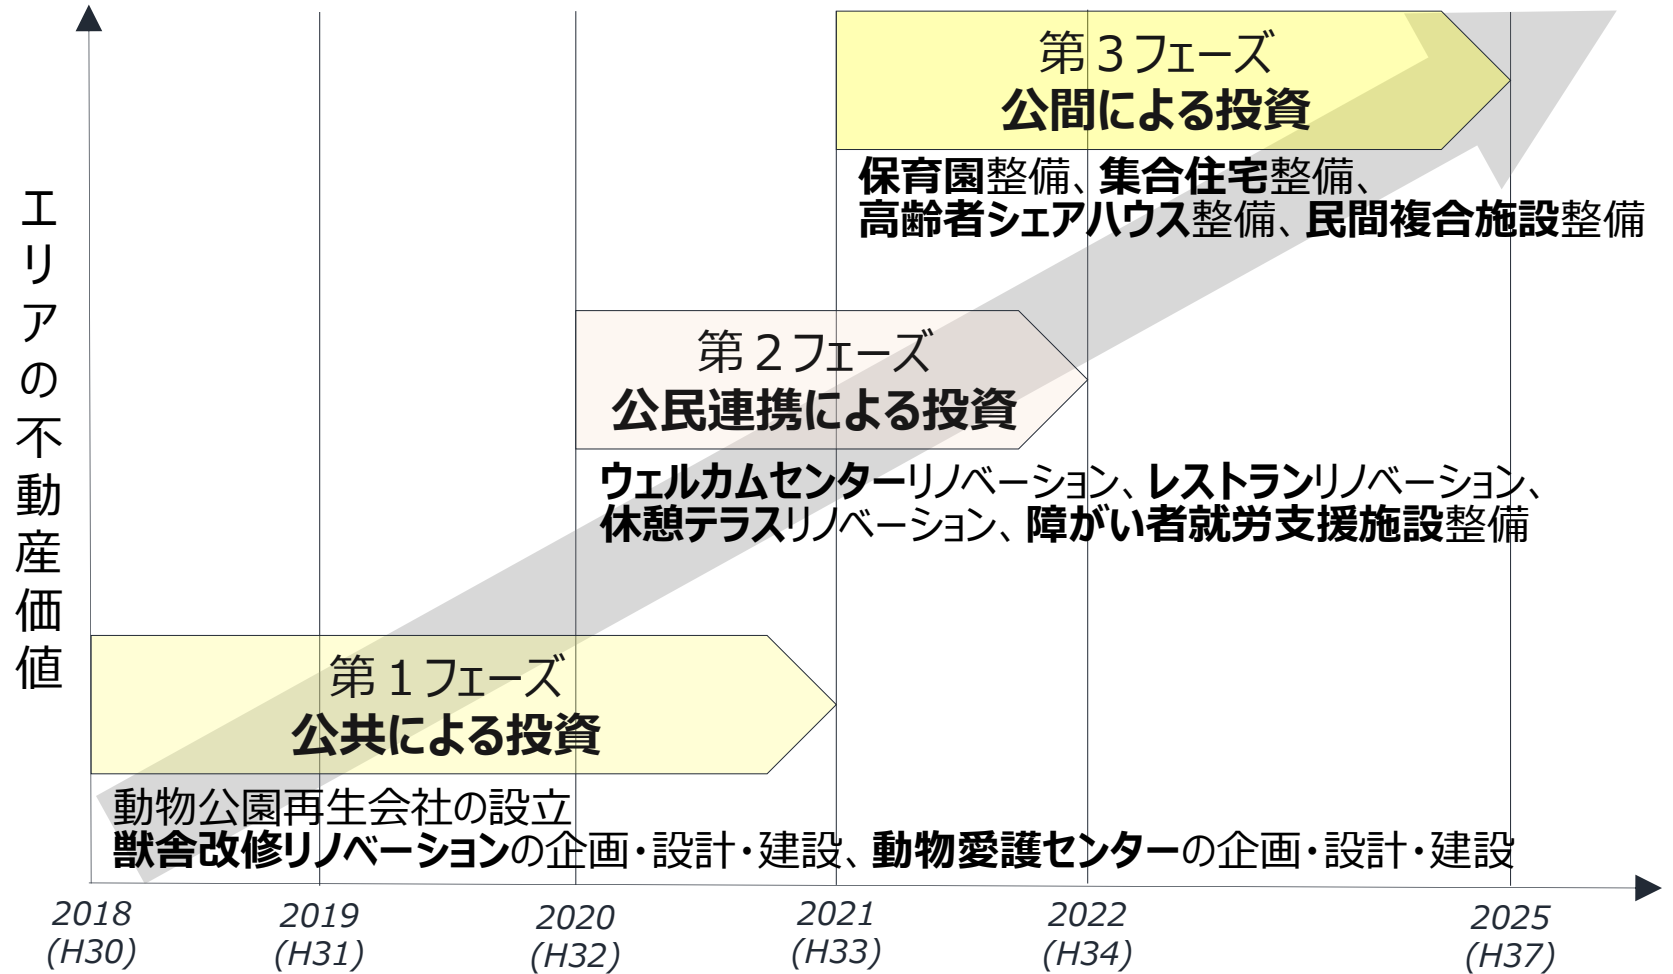 エリアの不動産価値
第3フェーズ
公間による投資
保育園整備、集合住宅整備、
高齢者シェアハウス整備、民間複合施設整備
第2フェーズ
公民連携による投資
ウェルカムセンターリノベーション、レストランリノベーション、
休憩テラスリノベーション、障がい者就労支援施設整備
第1フェーズ
公共による投資
動物公園再生会社の設立
獣舎改修リノベーションの企画・設計・建設、動物愛護センターの企画・設計・建設
2018
(H30)
2019
(H31)
2020
(H32)
2021
(H33)
2022
(H34)
2025
(H37)